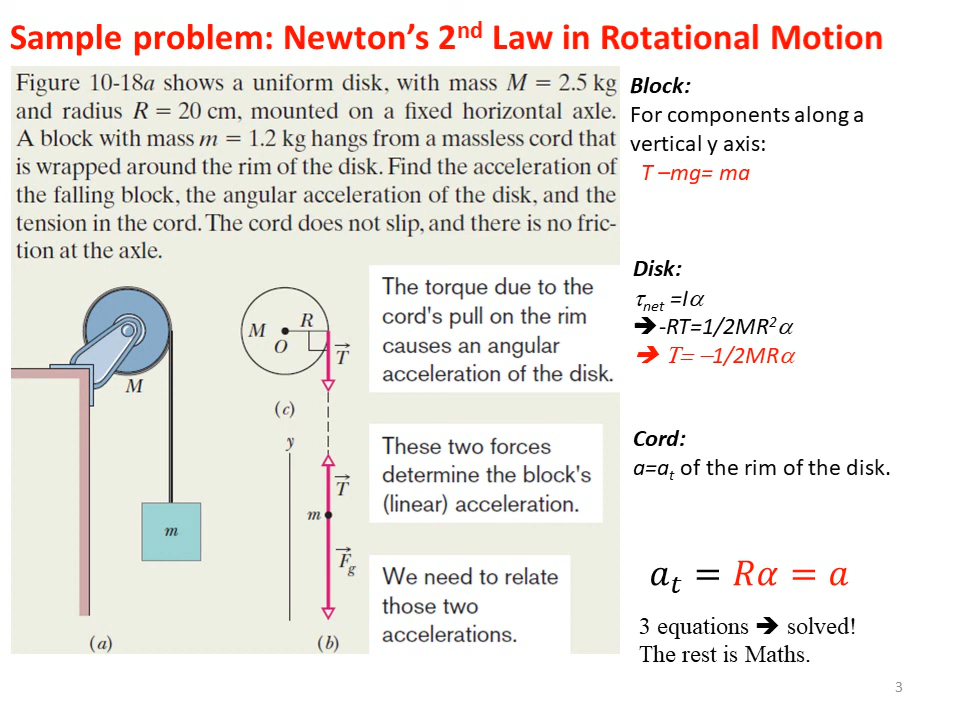 Sample problem: Newton's 2nd Law in Rotational Motion
Figure 10-18a shows a uniform disk, with mass M = 2.5 kg
and radius R = 20 cm, mounted on a fixed horizontal axle.
A block with mass m = 1.2 kg hangs from a massless cord that
is wrapped around the rim of the disk. Find the acceleration of
the falling block, the angular acceleration of the disk, and the
tension in the cord. The cord does not slip, and there is no fric-
tion at the axle.
M
m
(a)
M
R
O
T⃗
(c)
y
T⃗
m
F⃗g
(b)
The torque due to the
cord's pull on the rim
causes an angular
acceleration of the disk.
These two forces
determine the block's
(linear) acceleration.
We need to relate
those two
accelerations.
Block:
For components along a
vertical y axis:
T –mg= ma
Disk:
τnet =Iα
➔-RT=1/2MR²α
➔ T= −1/2MRα
Cord:
a=at of the rim of the disk.
at = Rα = a
3 equations ➔ solved!
The rest is Maths.
3